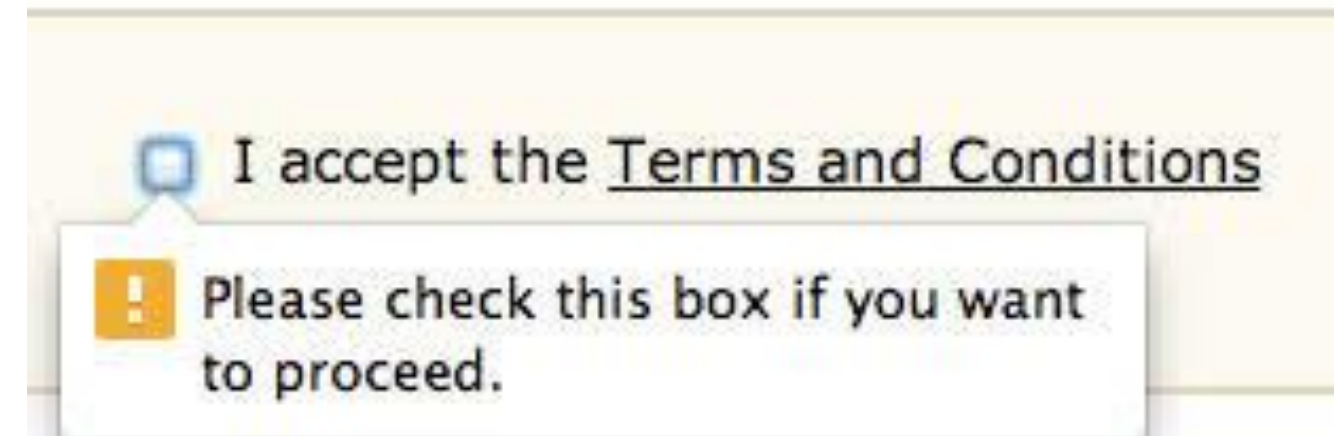 I accept the Terms and Conditions
Please check this box if you want
to proceed.